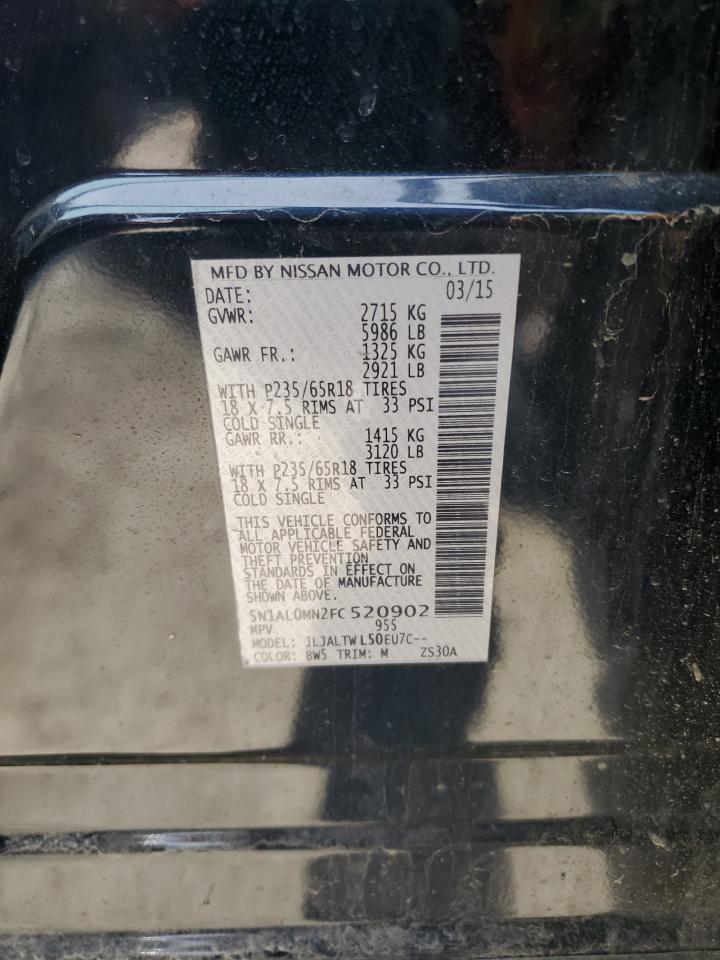 MFD BY NISSAN MOTOR CO., LTD.
DATE: 03/15
GVWR: 2715 KG
5986 LB
GAWR FR.: 1325 KG
2921 LB
WITH P235/65R18 TIRES
18 X 7.5 RIMS AT 33 PSI
COLD SINGLE
GAWR RR.: 1415 KG
3120 LB
WITH P235/65R18 TIRES
18 X 7.5 RIMS AT 33 PSI
COLD SINGLE
THIS VEHICLE CONFORMS TO
ALL APPLICABLE FEDERAL
MOTOR VEHICLE SAFETY AND
THEFT PREVENTION
STANDARDS IN EFFECT ON
THE DATE OF MANUFACTURE
SHOWN ABOVE.
5N1AL0MN2FC520902
MPV 955
MODEL: JLJALTWL50EU7C--
COLOR: BW5 TRIM: M ZS30A